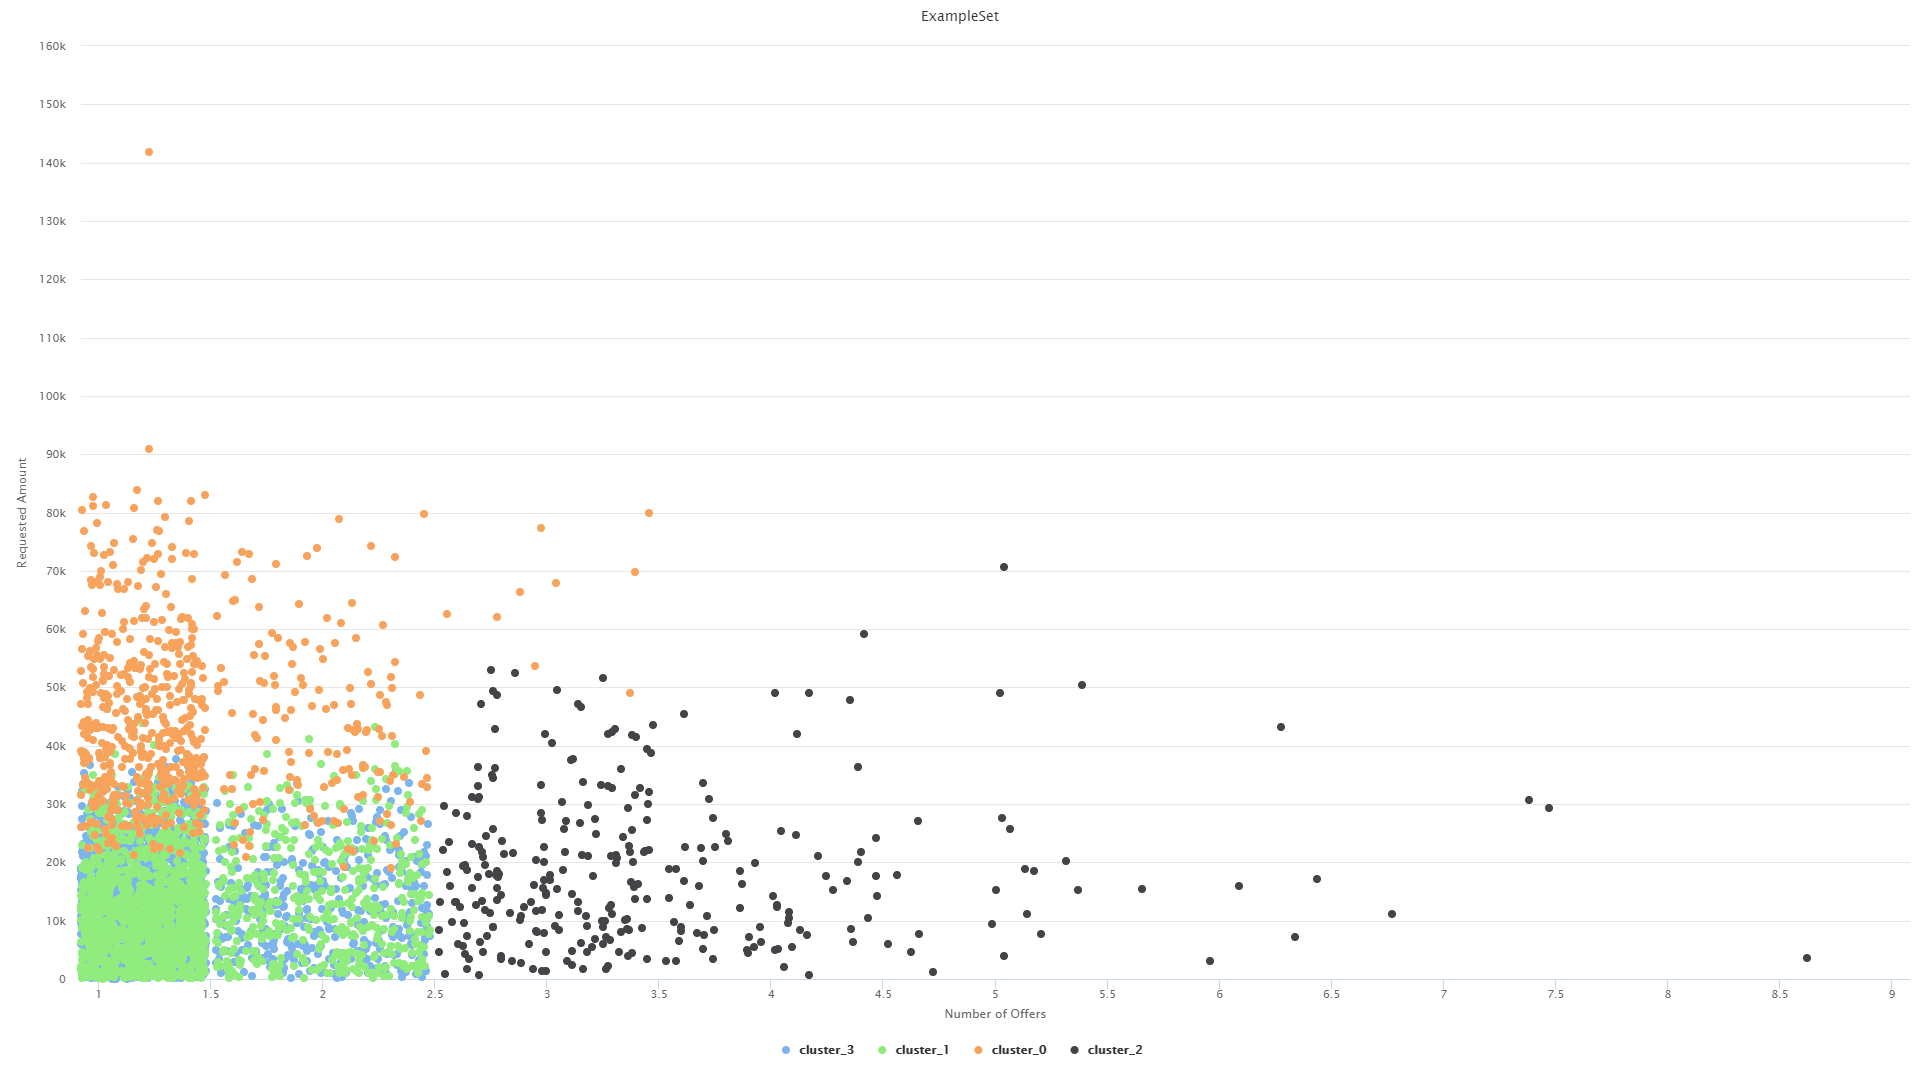 ExampleSet
160k
150k
140k
130k
120k
110k
100k
90k
80k
70k
60k
50k
40k
30k
20k
10k
0
Requested Amount
1 1.5 2 2.5 3 3.5 4 4.5 5 5.5 6 6.5 7 7.5 8 8.5 9
Number of Offers
cluster_3 cluster_1 cluster_0 cluster_2